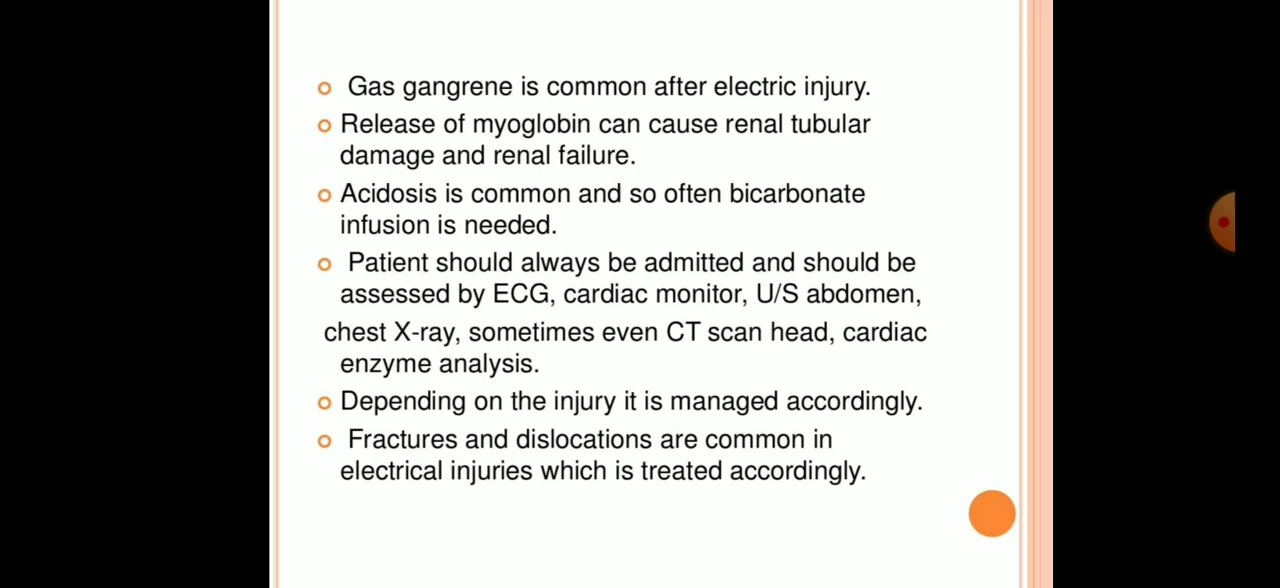 Gas gangrene is common after electric injury.
Release of myoglobin can cause renal tubular
damage and renal failure.
Acidosis is common and so often bicarbonate
infusion is needed.
Patient should always be admitted and should be
assessed by ECG, cardiac monitor, U/S abdomen,
chest X-ray, sometimes even CT scan head, cardiac
enzyme analysis.
Depending on the injury it is managed accordingly.
Fractures and dislocations are common in
electrical injuries which is treated accordingly.